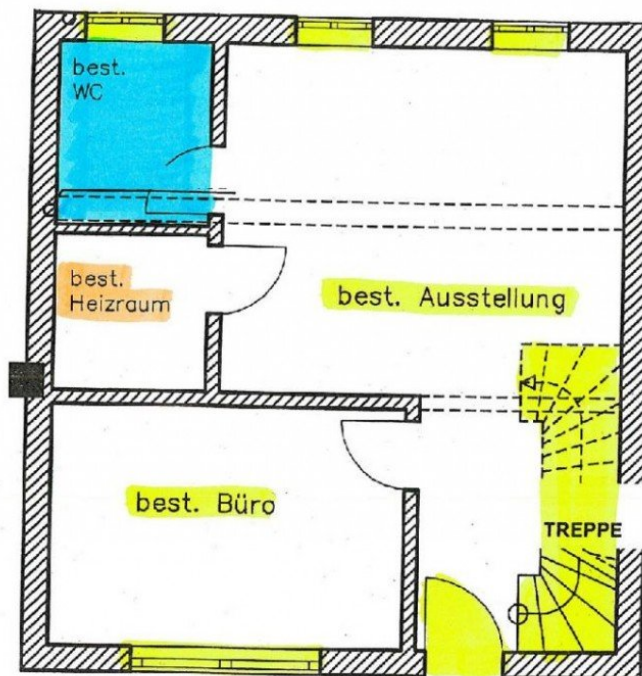 best.
WC
best.
Heizraum
best. Ausstellung
best. Büro
TREPPE